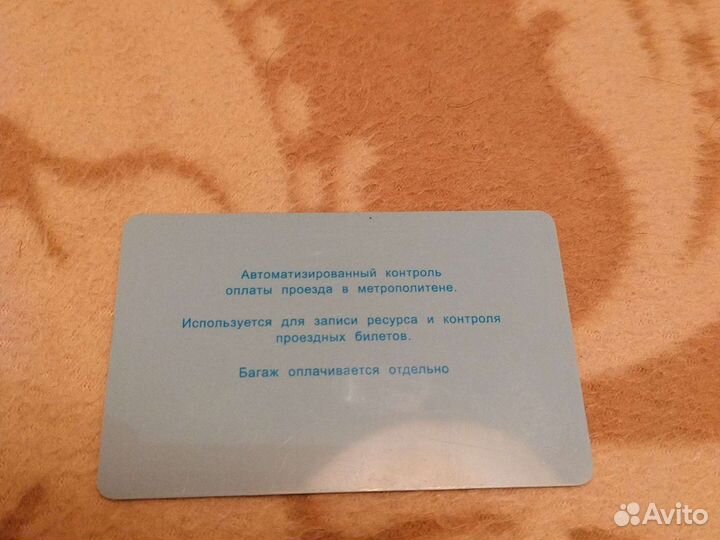 Автоматизированный контроль
оплаты проезда в метрополитене.
Используется для записи ресурса и контроля
проездных билетов.
Багаж оплачивается отдельно
Avito